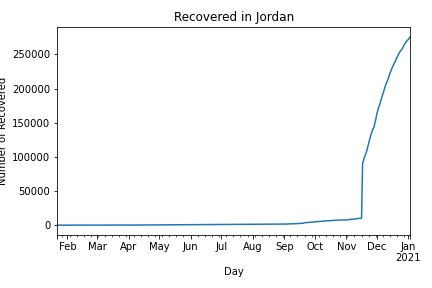 Recovered in Jordan
Number of Recovered
250000
200000
150000
100000
50000
0
Feb Mar Apr May Jun Jul Aug Sep Oct Nov Dec Jan
2021
Day